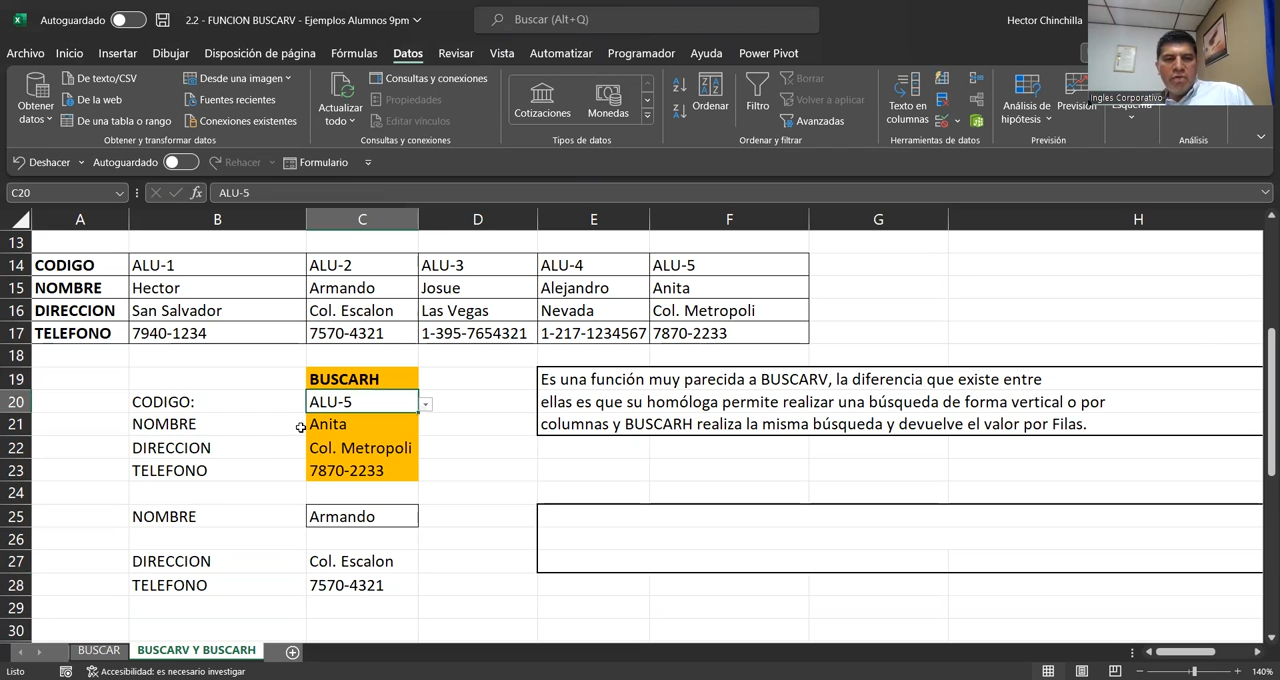 Autoguardado
2.2 - FUNCION BUSCARV - Ejemplos Alumnos 9pm
Buscar (Alt+Q)
Hector Chinchilla
Archivo Inicio Insertar Dibujar Disposición de página Fórmulas Datos Revisar Vista Automatizar Programador Ayuda Power Pivot
Obtener datos
De texto/CSV
De la web
De una tabla o rango
Desde una imagen
Fuentes recientes
Conexiones existentes
Obtener y transformar datos
Actualizar todo
Consultas y conexiones
Propiedades
Editar vínculos
Consultas y conexiones
Cotizaciones
Monedas
Tipos de datos
Ordenar
Filtro
Borrar
Volver a aplicar
Avanzadas
Ordenar y filtrar
Texto en columnas
Herramientas de datos
Análisis de hipótesis
Previsión
Análisis
Ingles Corporativo
Deshacer Autoguardado Rehacer Formulario
C20 fx ALU-5
A B C D E F G H
13
14 CODIGO ALU-1 ALU-2 ALU-3 ALU-4 ALU-5
15 NOMBRE Hector Armando Josue Alejandro Anita
16 DIRECCION San Salvador Col. Escalon Las Vegas Nevada Col. Metropoli
17 TELEFONO 7940-1234 7570-4321 1-395-7654321 1-217-1234567 7870-2233
18
19 BUSCARH Es una función muy parecida a BUSCARV, la diferencia que existe entre
20 CODIGO: ALU-5 ellas es que su homóloga permite realizar una búsqueda de forma vertical o por
21 NOMBRE Anita columnas y BUSCARH realiza la misma búsqueda y devuelve el valor por Filas.
22 DIRECCION Col. Metropoli
23 TELEFONO 7870-2233
24
25 NOMBRE Armando
26
27 DIRECCION Col. Escalon
28 TELEFONO 7570-4321
29
30
BUSCAR BUSCARV Y BUSCARH
Listo Accesibilidad: es necesario investigar 140%